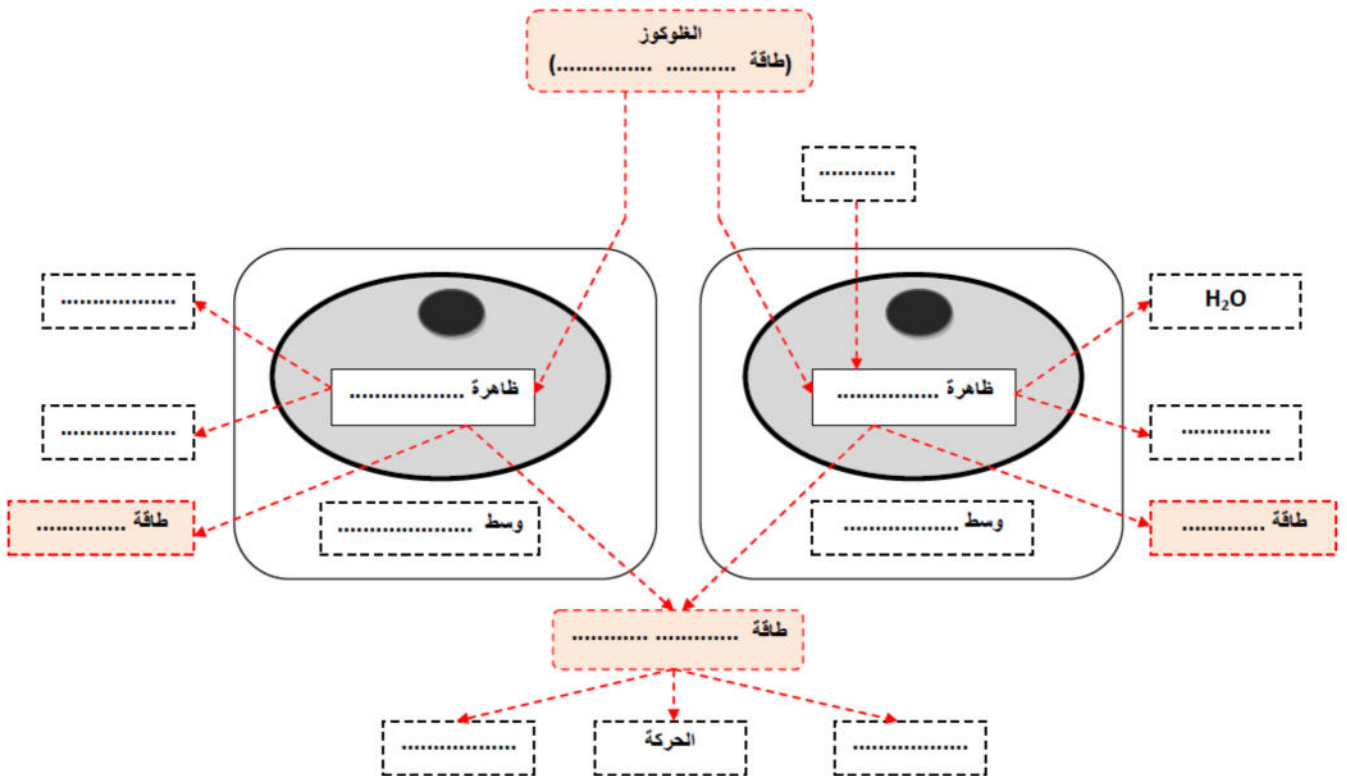 الغلوكوز
(طاقة ........... ...............)
............
..................
H₂O
ظاهرة ..................
ظاهرة ................
..................
..............
طاقة ..............
وسط .....................
وسط ..................
طاقة .............
طاقة ............. ............
..................
الحركة
..................